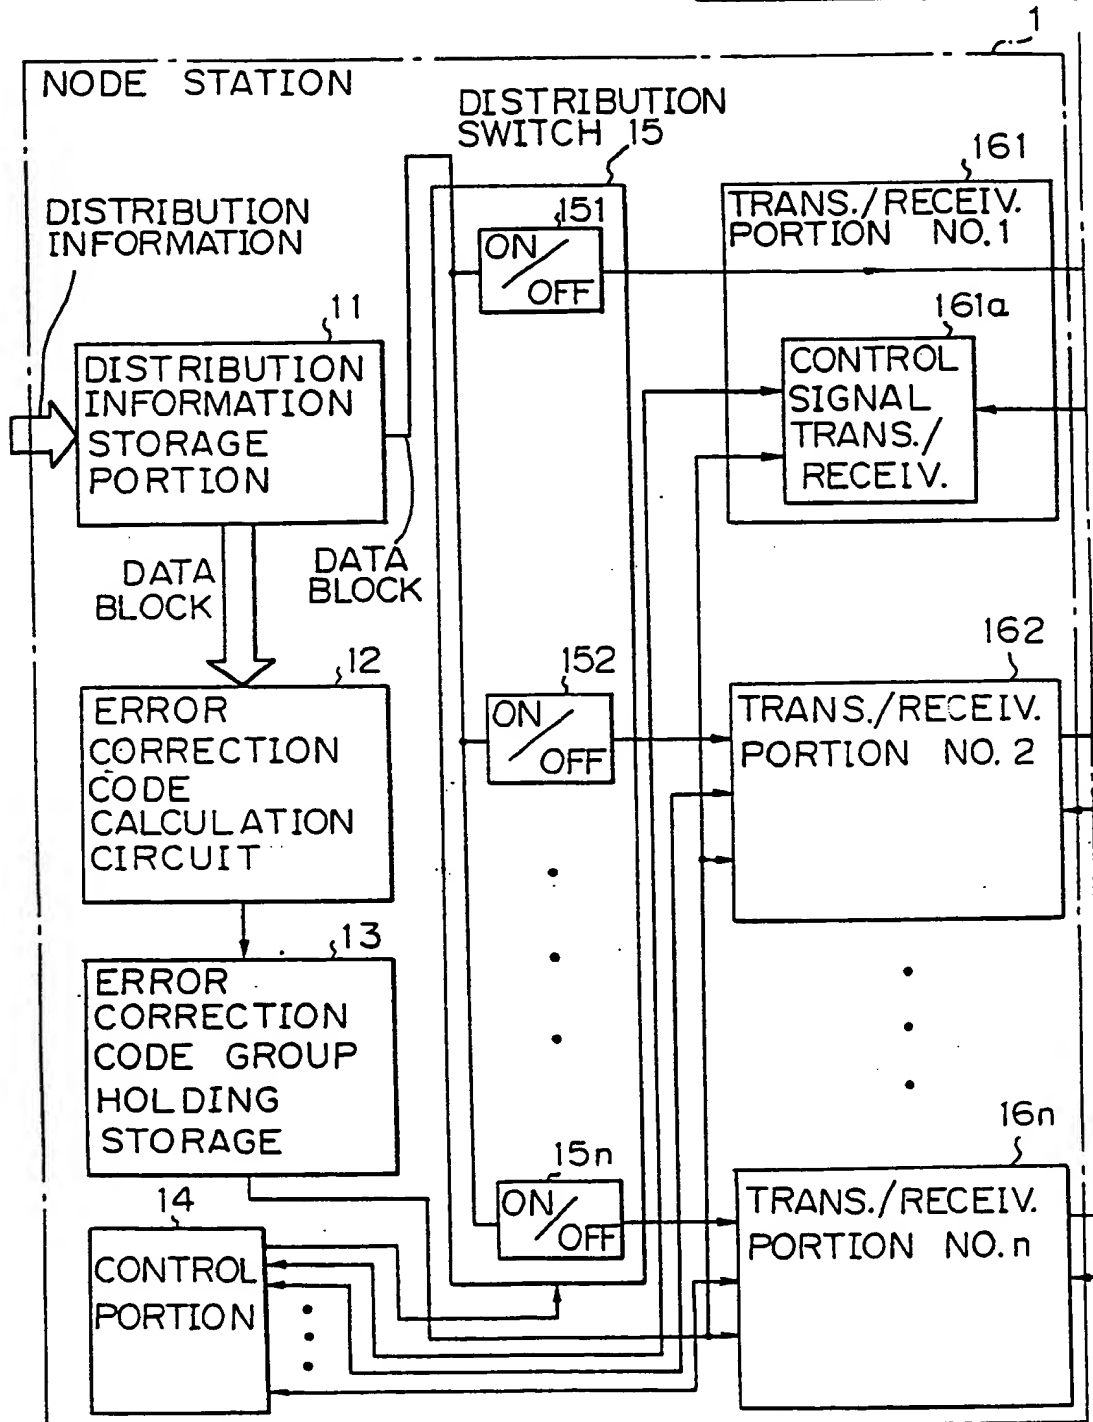 1
NODE STATION
DISTRIBUTION
SWITCH 15
DISTRIBUTION
INFORMATION
151
ON/OFF
161
TRANS./RECEIV.
PORTION NO.1
161a
CONTROL
SIGNAL
TRANS./
RECEIV.
11
DISTRIBUTION
INFORMATION
STORAGE
PORTION
DATA
BLOCK
DATA
BLOCK
12
ERROR
CORRECTION
CODE
CALCULATION
CIRCUIT
152
ON/OFF
162
TRANS./RECEIV.
PORTION NO.2
13
ERROR
CORRECTION
CODE GROUP
HOLDING
STORAGE
15n
ON/OFF
16n
TRANS./RECEIV.
PORTION NO.n
14
CONTROL
PORTION